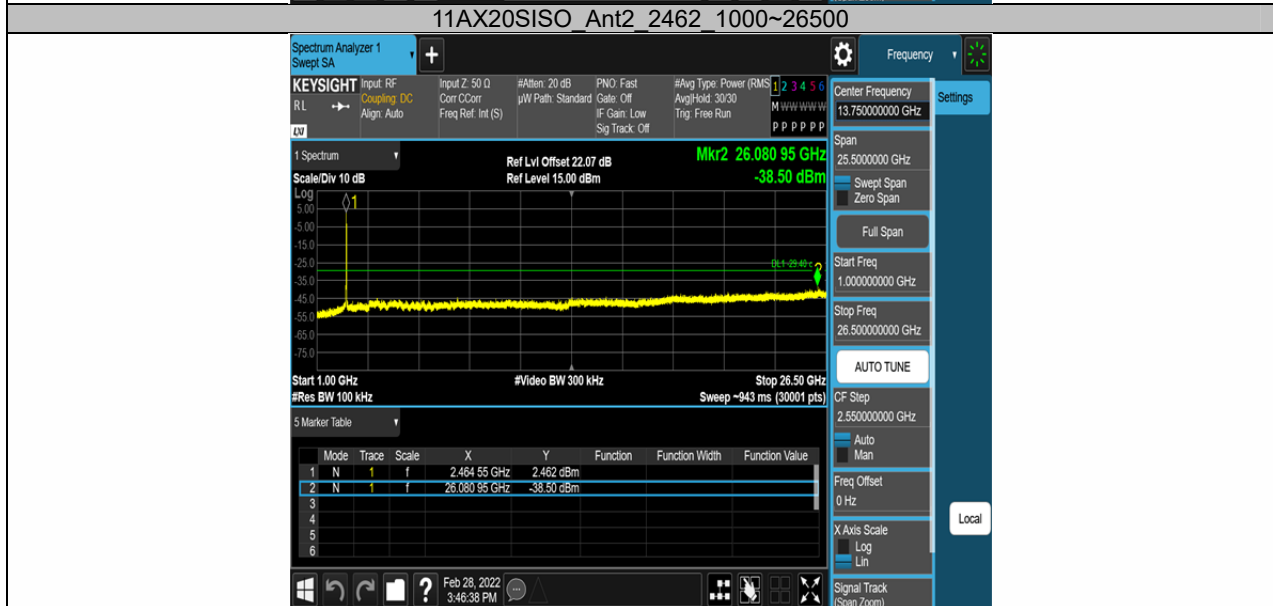 11AX20SISO_Ant2_2462_1000~26500
Spectrum Analyzer 1
Swept SA
+
Frequency
KEYSIGHT
RL
LXI
Input: RF
Coupling: DC
Align: Auto
Input Z: 50 Ω
Corr CCorr
Freq Ref: Int (S)
#Atten: 20 dB
µW Path: Standard
PNO: Fast
Gate: Off
IF Gain: Low
Sig Track: Off
#Avg Type: Power (RMS
Avg|Hold: 30/30
Trig: Free Run
1 2 3 4 5 6
M W W W W W
P P P P P P
1 Spectrum
Scale/Div 10 dB
Ref Lvl Offset 22.07 dB
Ref Level 15.00 dBm
Mkr2 26.080 95 GHz
-38.50 dBm
Log
1
5.00
-5.00
-15.0
-25.0
DL1 -29.40
-35.0
-45.0
-55.0
-65.0
-75.0
Start 1.00 GHz
#Video BW 300 kHz
Stop 26.50 GHz
#Res BW 100 kHz
Sweep ~943 ms (30001 pts)
5 Marker Table
Mode Trace Scale X Y Function Function Width Function Value
1 N 1 f 2.464 55 GHz 2.462 dBm
2 N 1 f 26.080 95 GHz -38.50 dBm
3
4
5
6
?
Feb 28, 2022
3:46:38 PM
Center Frequency
13.750000000 GHz
Settings
Span
25.5000000 GHz
Swept Span
Zero Span
Full Span
Start Freq
1.000000000 GHz
Stop Freq
26.500000000 GHz
AUTO TUNE
CF Step
2.550000000 GHz
Auto
Man
Freq Offset
0 Hz
X Axis Scale
Log
Lin
Local
Signal Track
(Span Zoom)